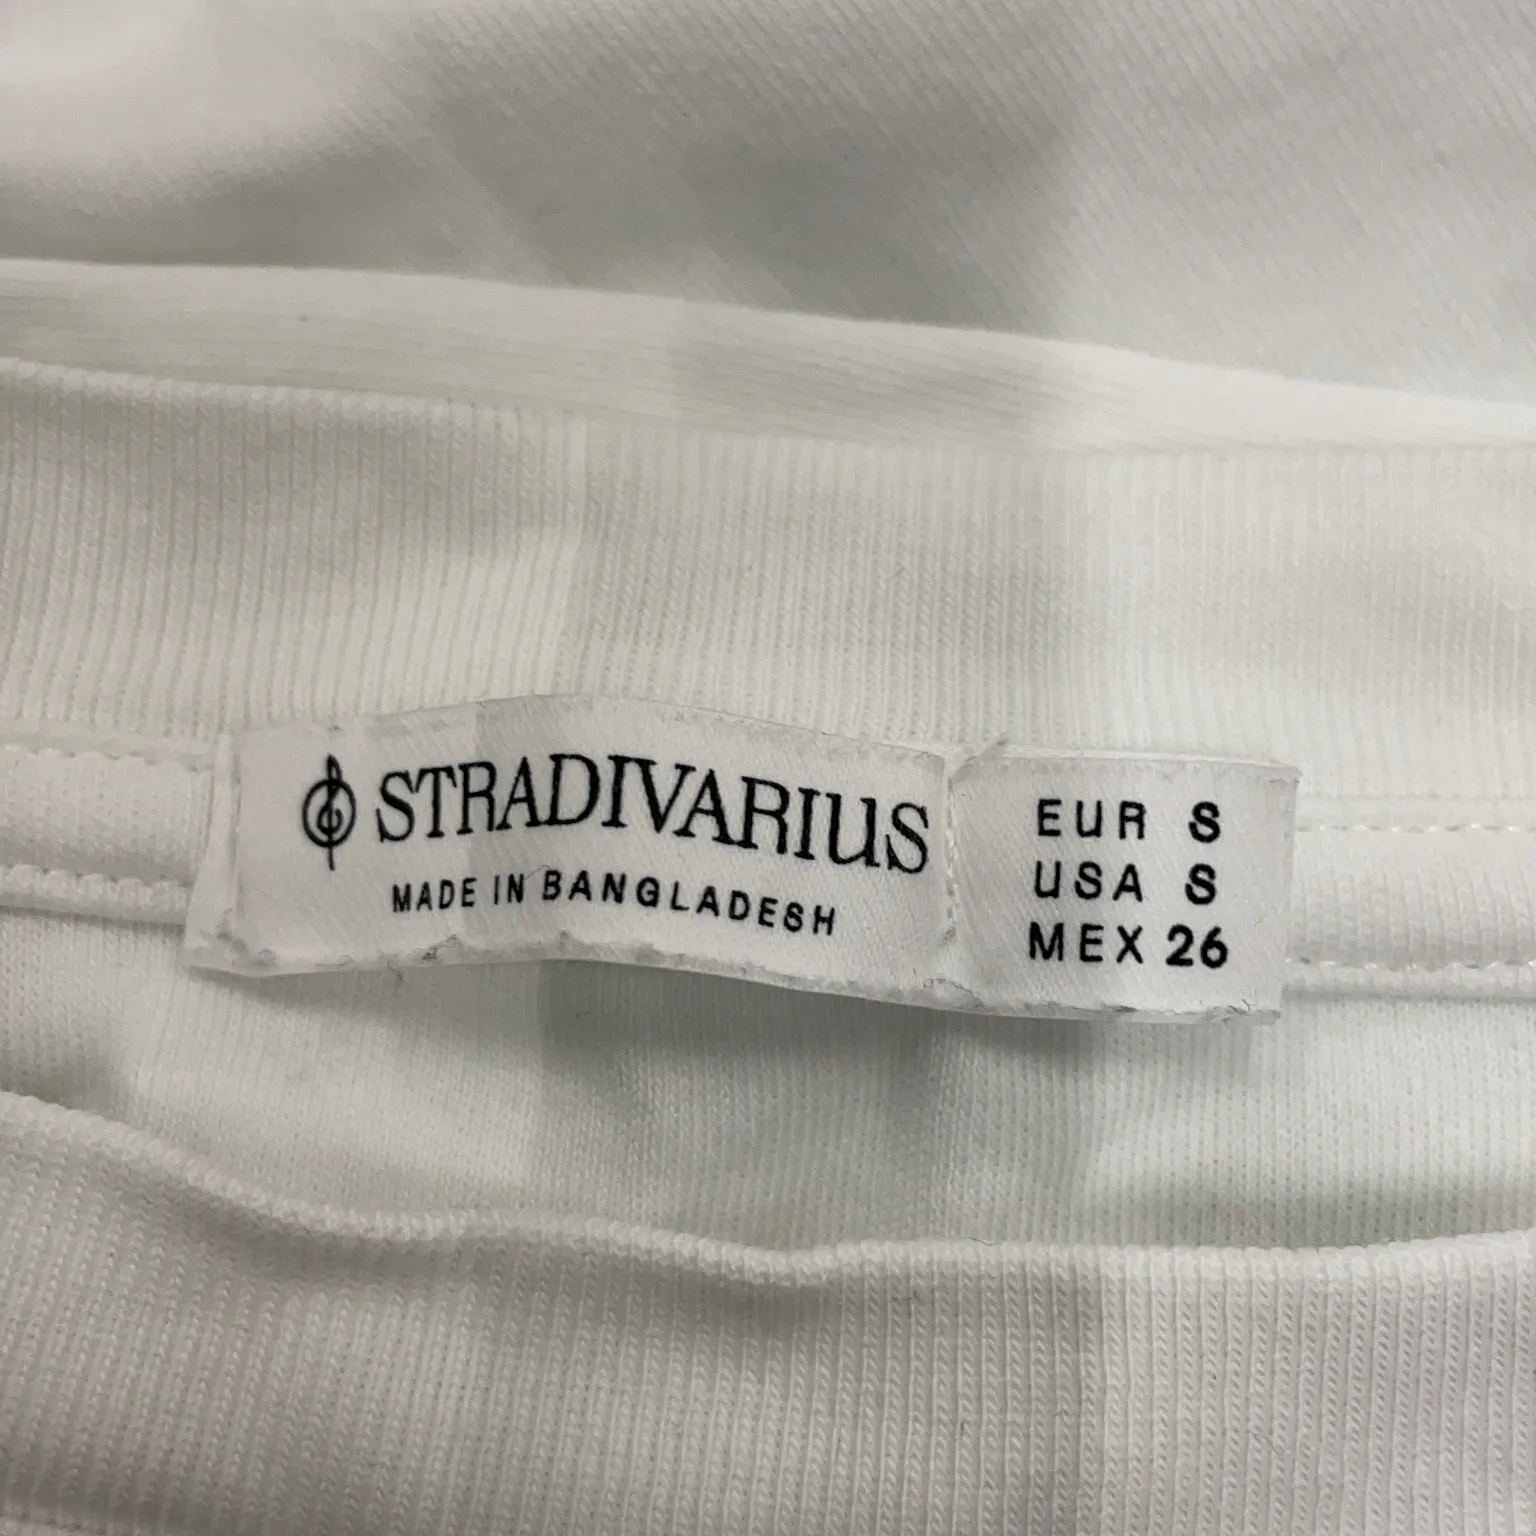 STRADIVARIUS
MADE IN BANGLADESH
EUR S
USA S
MEX 26